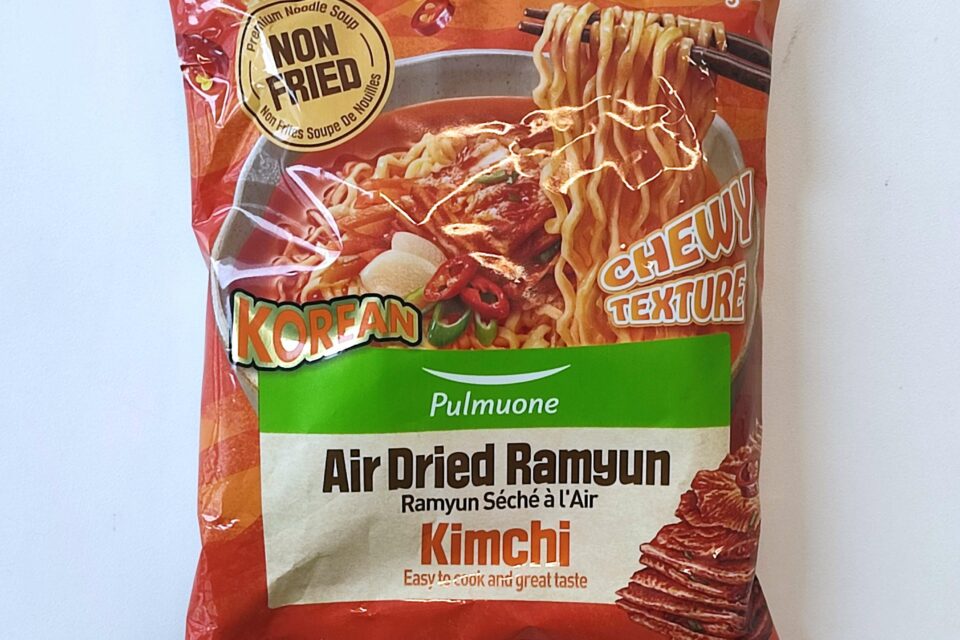 Premium Noodle Soup
NON
FRIED
Non Frites Soupe De Nouilles
CHEWY
TEXTURE
KOREAN
Pulmuone
Air Dried Ramyun
Ramyun Séché à l'Air
Kimchi
Easy to cook and great taste